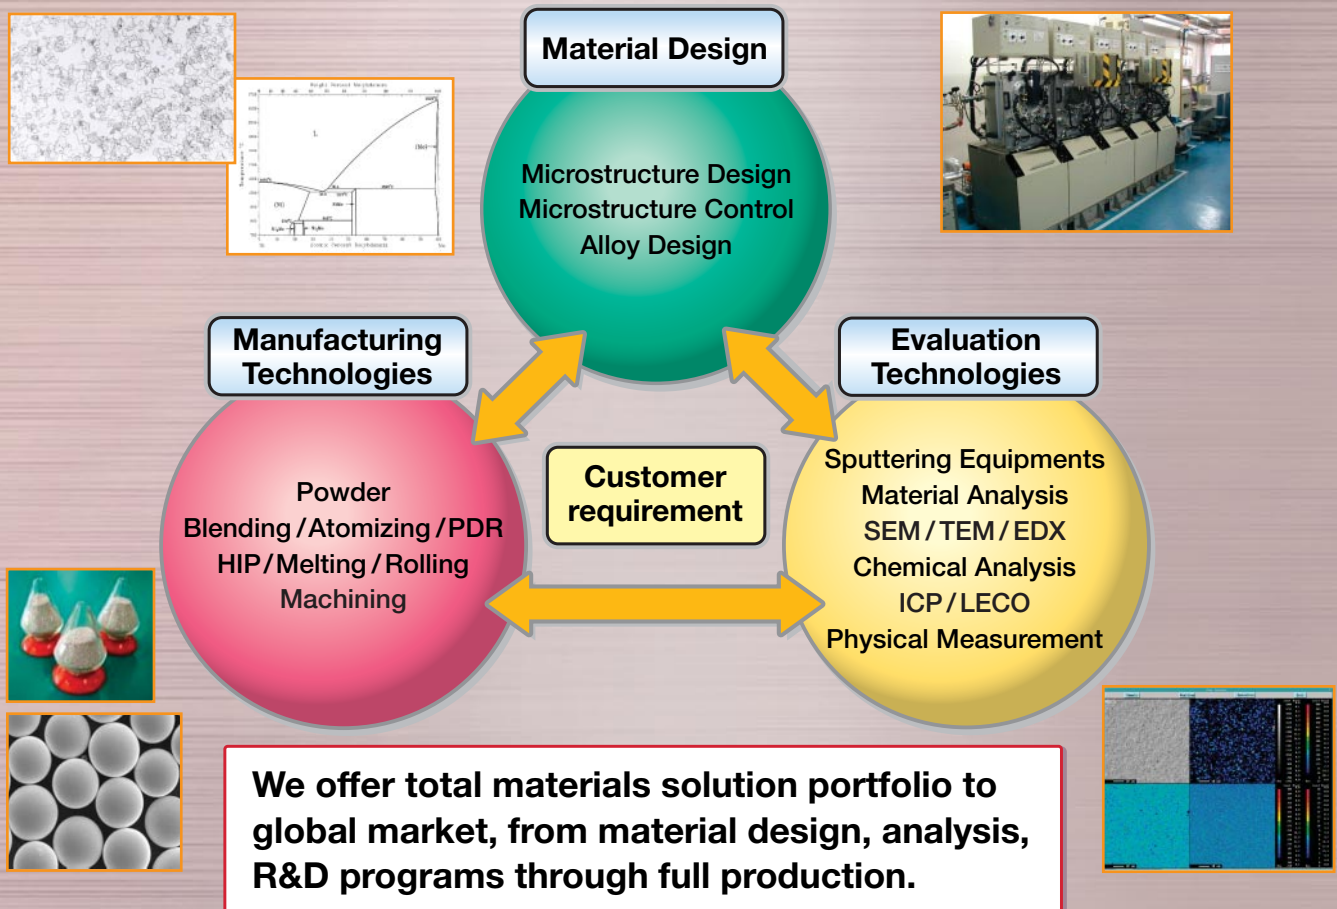 Material Design
Microstructure Design
Microstructure Control
Alloy Design
Manufacturing
Technologies
Powder
Blending / Atomizing / PDR
HIP / Melting / Rolling
Machining
Customer
requirement
Evaluation
Technologies
Sputtering Equipments
Material Analysis
SEM / TEM / EDX
Chemical Analysis
ICP / LECO
Physical Measurement
We offer total materials solution portfolio to
global market, from material design, analysis,
R&D programs through full production.